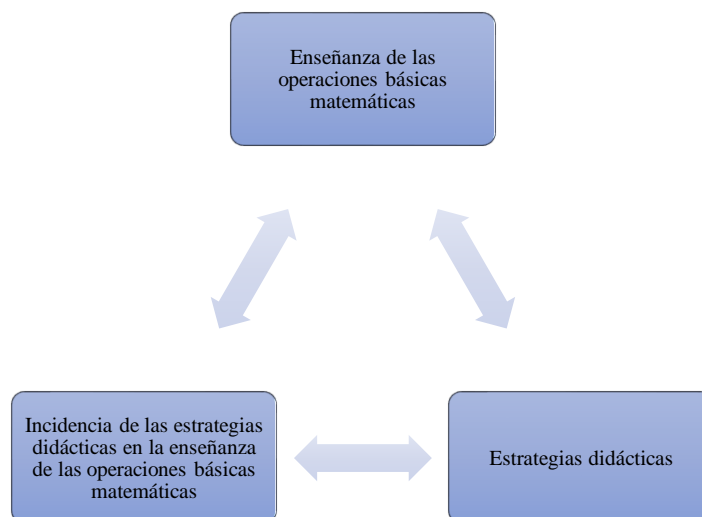 Enseñanza de las
operaciones básicas
matemáticas
Incidencia de las estrategias
didácticas en la enseñanza
de las operaciones básicas
matemáticas
Estrategias didácticas